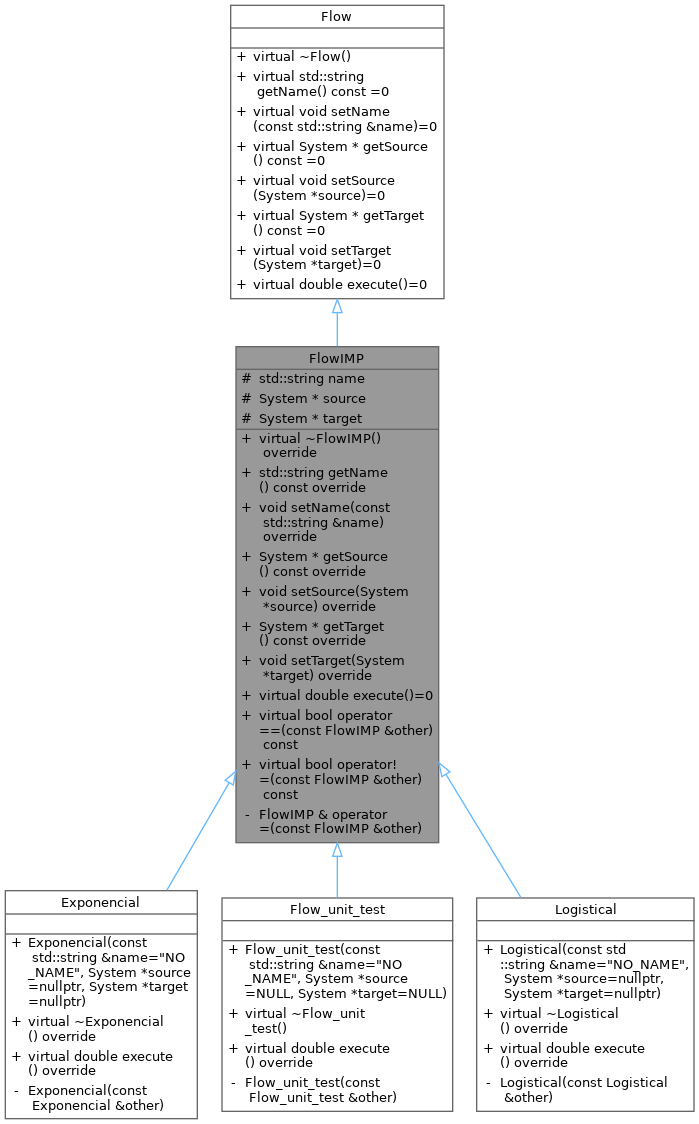 Flow
+ virtual ~Flow()
+ virtual std::string
getName() const =0
+ virtual void setName
(const std::string &name)=0
+ virtual System * getSource
() const =0
+ virtual void setSource
(System *source)=0
+ virtual System * getTarget
() const =0
+ virtual void setTarget
(System *target)=0
+ virtual double execute()=0
FlowIMP
# std::string name
# System * source
# System * target
+ virtual ~FlowIMP()
override
+ std::string getName
() const override
+ void setName(const
std::string &name)
override
+ System * getSource
() const override
+ void setSource(System
*source) override
+ System * getTarget
() const override
+ void setTarget(System
*target) override
+ virtual double execute()=0
+ virtual bool operator
==(const FlowIMP &other)
const
+ virtual bool operator!
=(const FlowIMP &other)
const
- FlowIMP & operator
=(const FlowIMP &other)
Exponencial
+ Exponencial(const
std::string &name="NO
_NAME", System *source
=nullptr, System *target
=nullptr)
+ virtual ~Exponencial
() override
+ virtual double execute
() override
- Exponencial(const
Exponencial &other)
Flow_unit_test
+ Flow_unit_test(const
std::string &name="NO
_NAME", System *source
=NULL, System *target=NULL)
+ virtual ~Flow_unit
_test()
+ virtual double execute
() override
- Flow_unit_test(const
Flow_unit_test &other)
Logistical
+ Logistical(const std
::string &name="NO_NAME",
System *source=nullptr,
System *target=nullptr)
+ virtual ~Logistical
() override
+ virtual double execute
() override
- Logistical(const Logistical
&other)